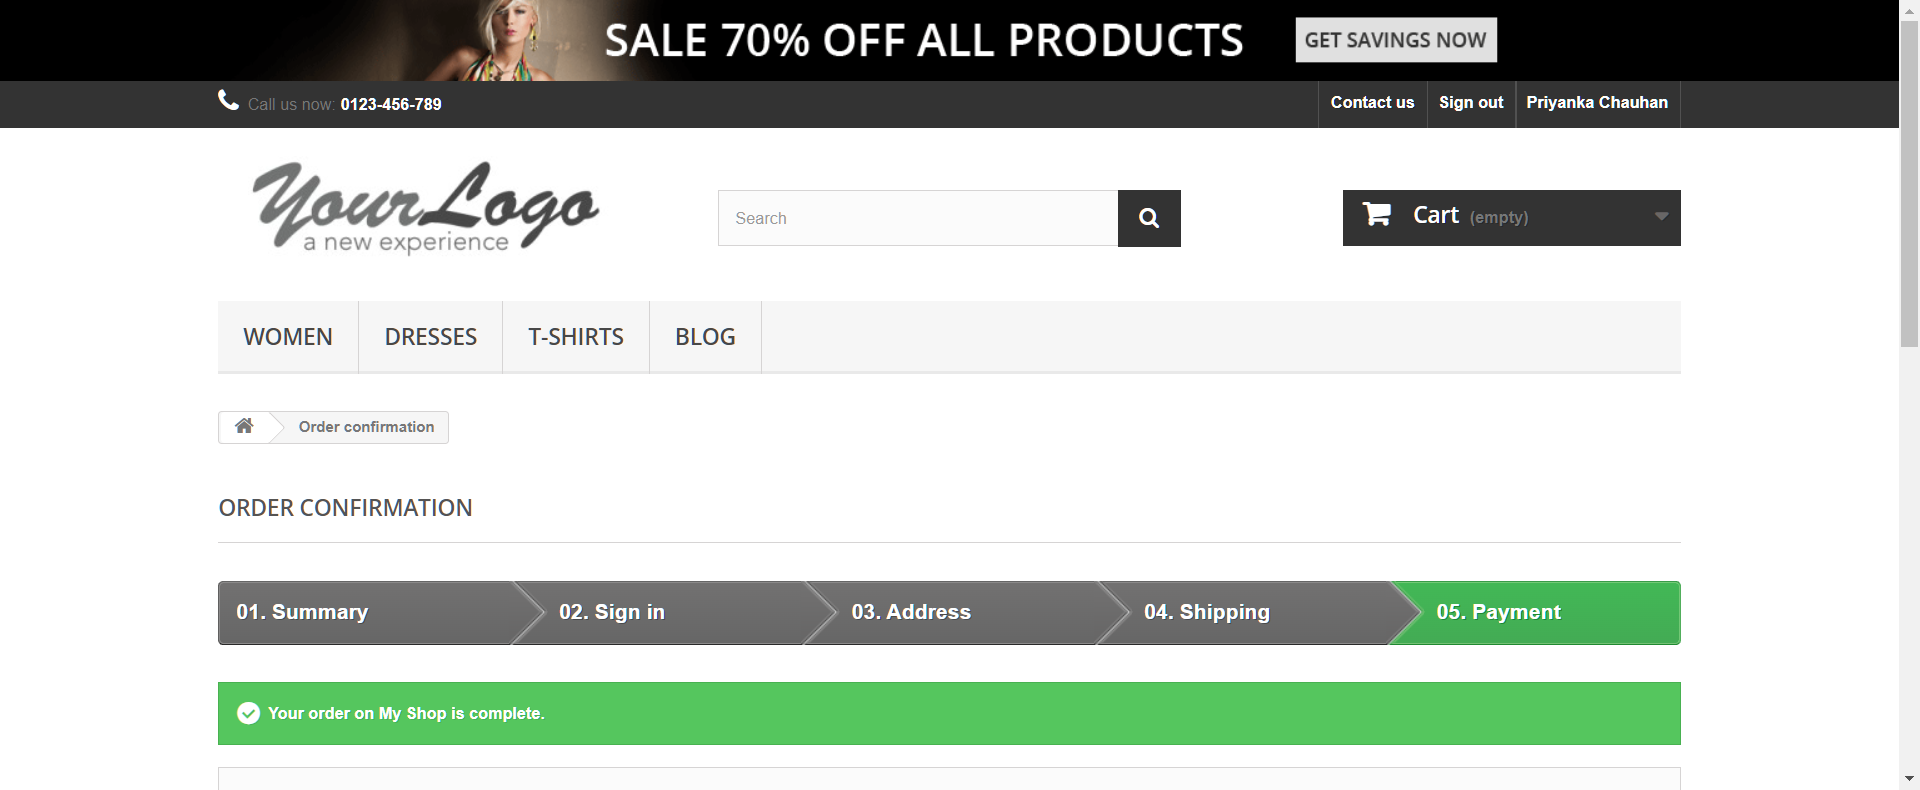 SALE 70% OFF ALL PRODUCTS GET SAVINGS NOW
Call us now: 0123-456-789 Contact us Sign out Priyanka Chauhan
YourLogo
a new experience
Search
Cart (empty)
WOMEN DRESSES T-SHIRTS BLOG
Order confirmation
ORDER CONFIRMATION
01. Summary 02. Sign in 03. Address 04. Shipping 05. Payment
Your order on My Shop is complete.